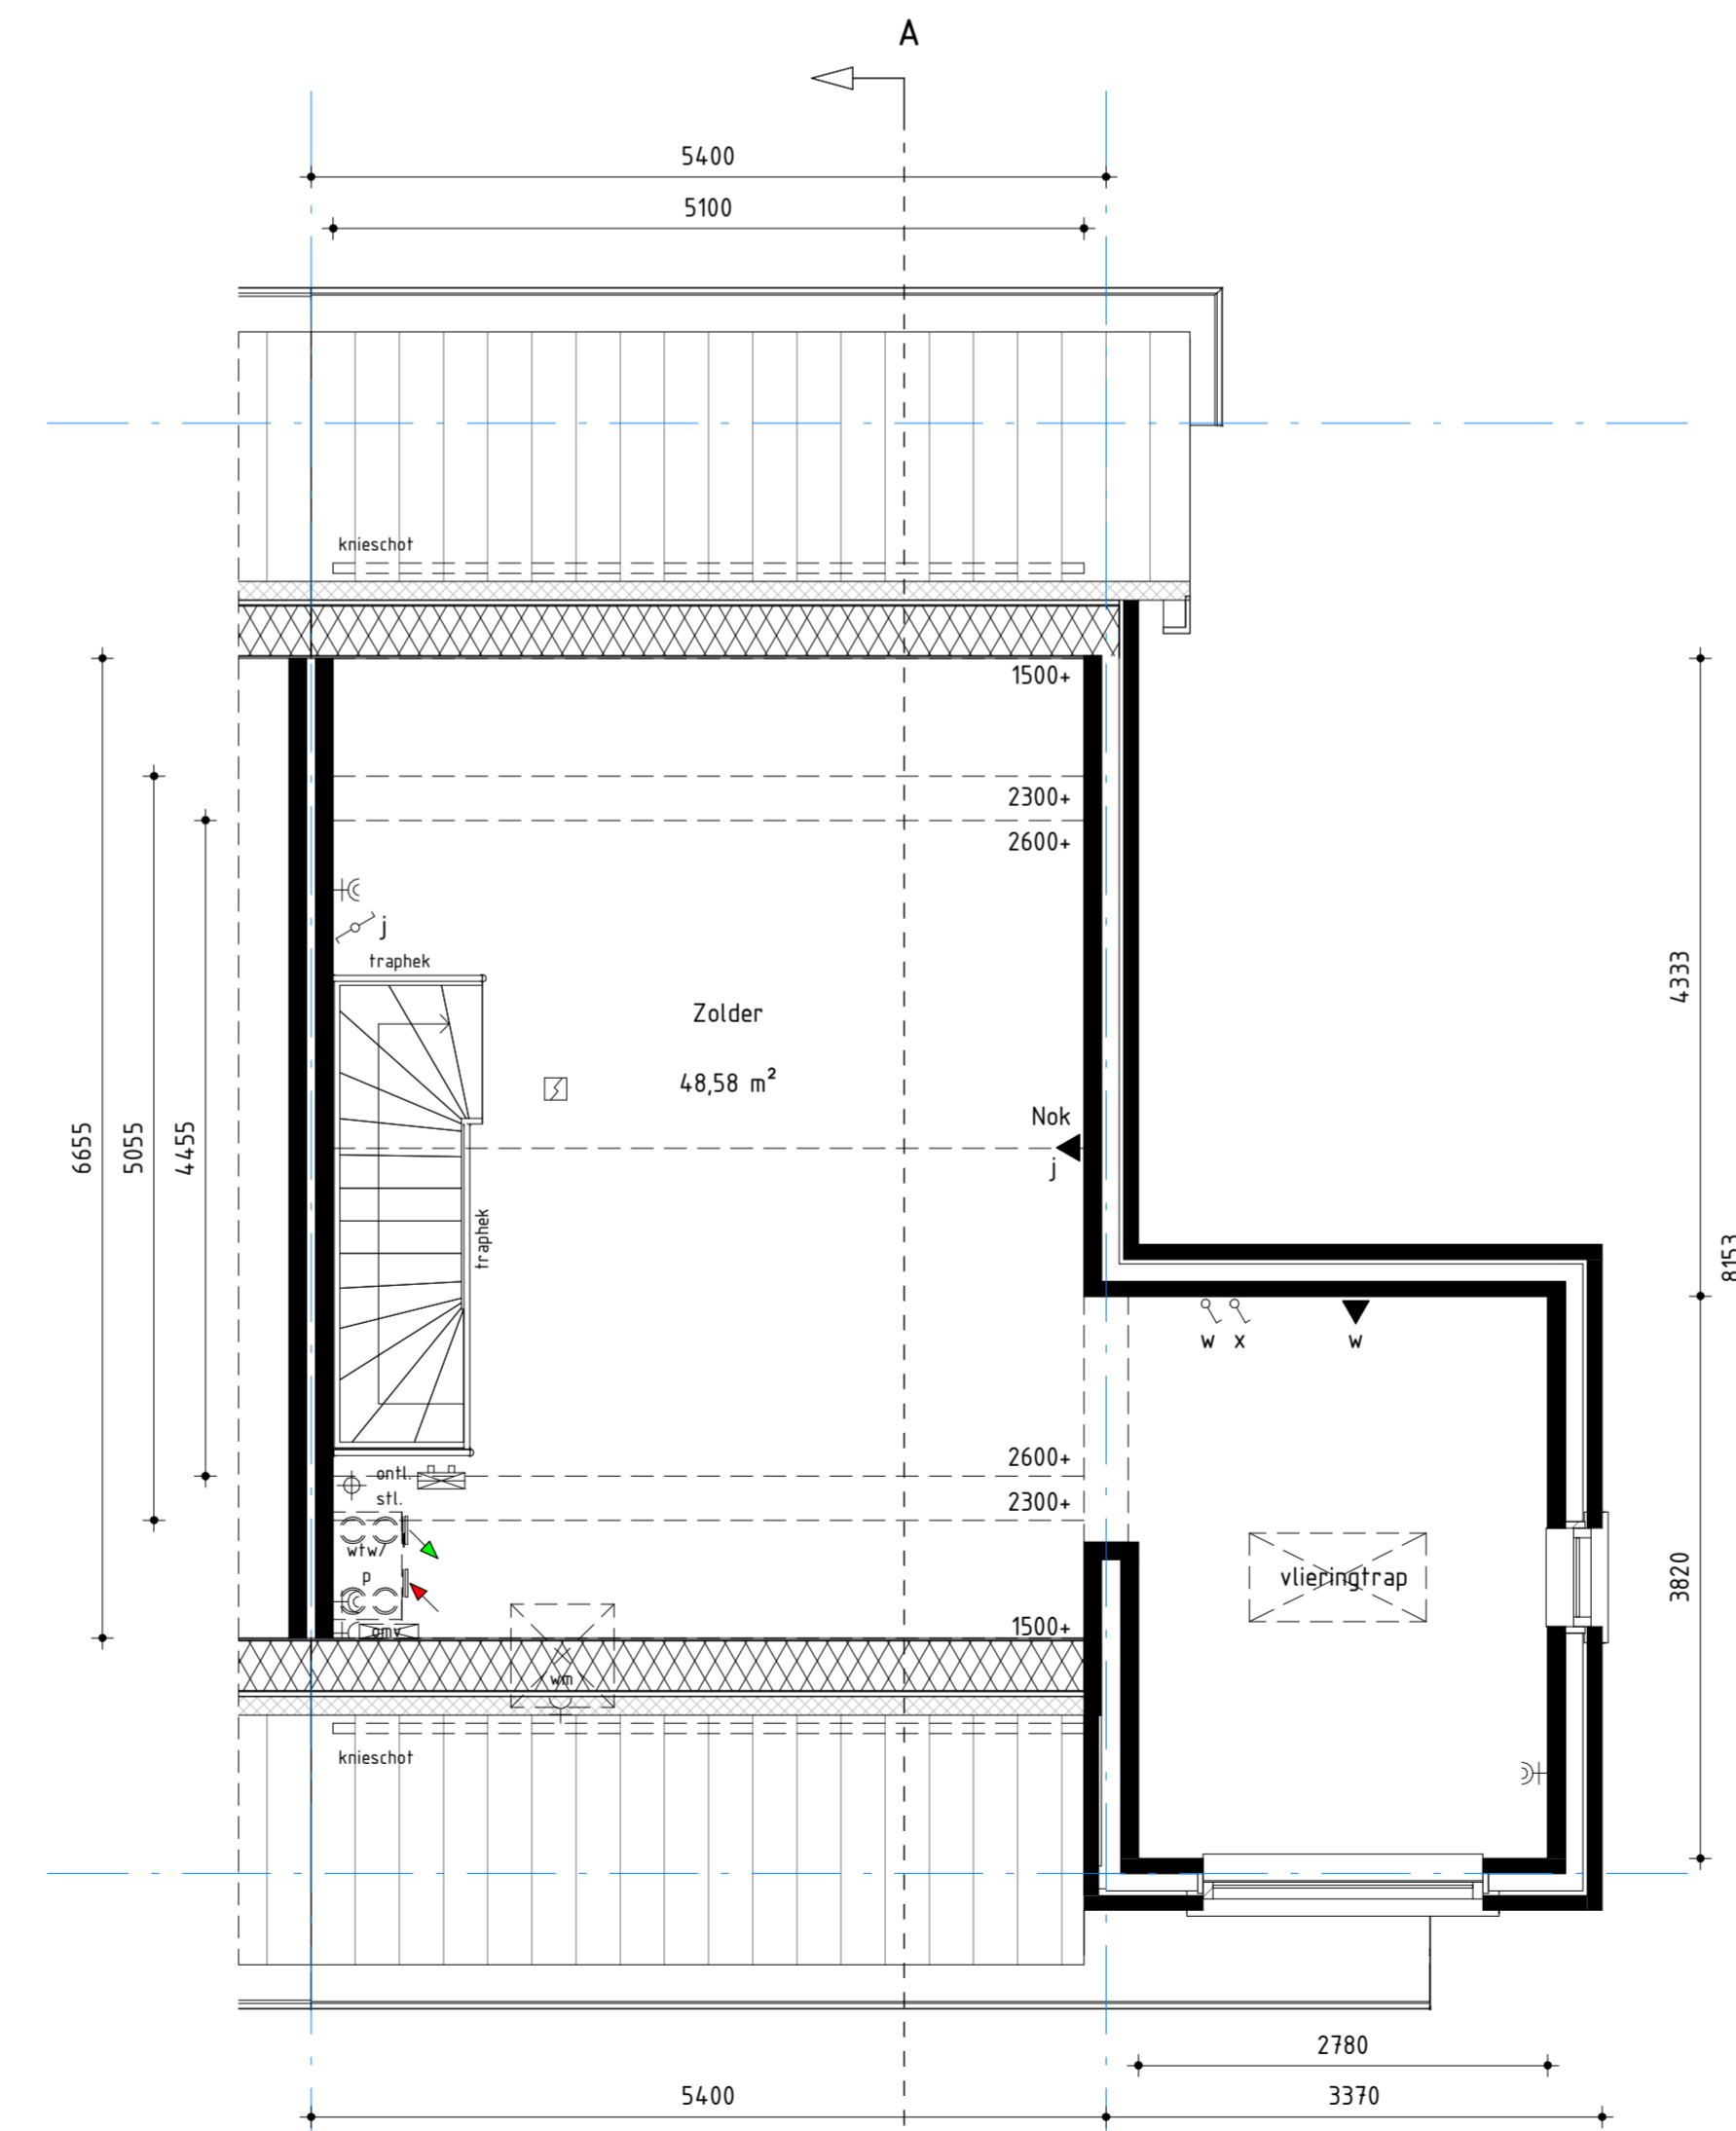 A
5400
5100
knieschot
1500+
2300+
2600+
j
traphek
Zolder
48,58 m²
Nok
j
traphek
6655
5055
4455
4333
8153
w x w
2600+
ontl.
stl.
2300+
wtw/
p
vlieringtrap
3820
omv
1500+
wm
knieschot
2780
5400
3370